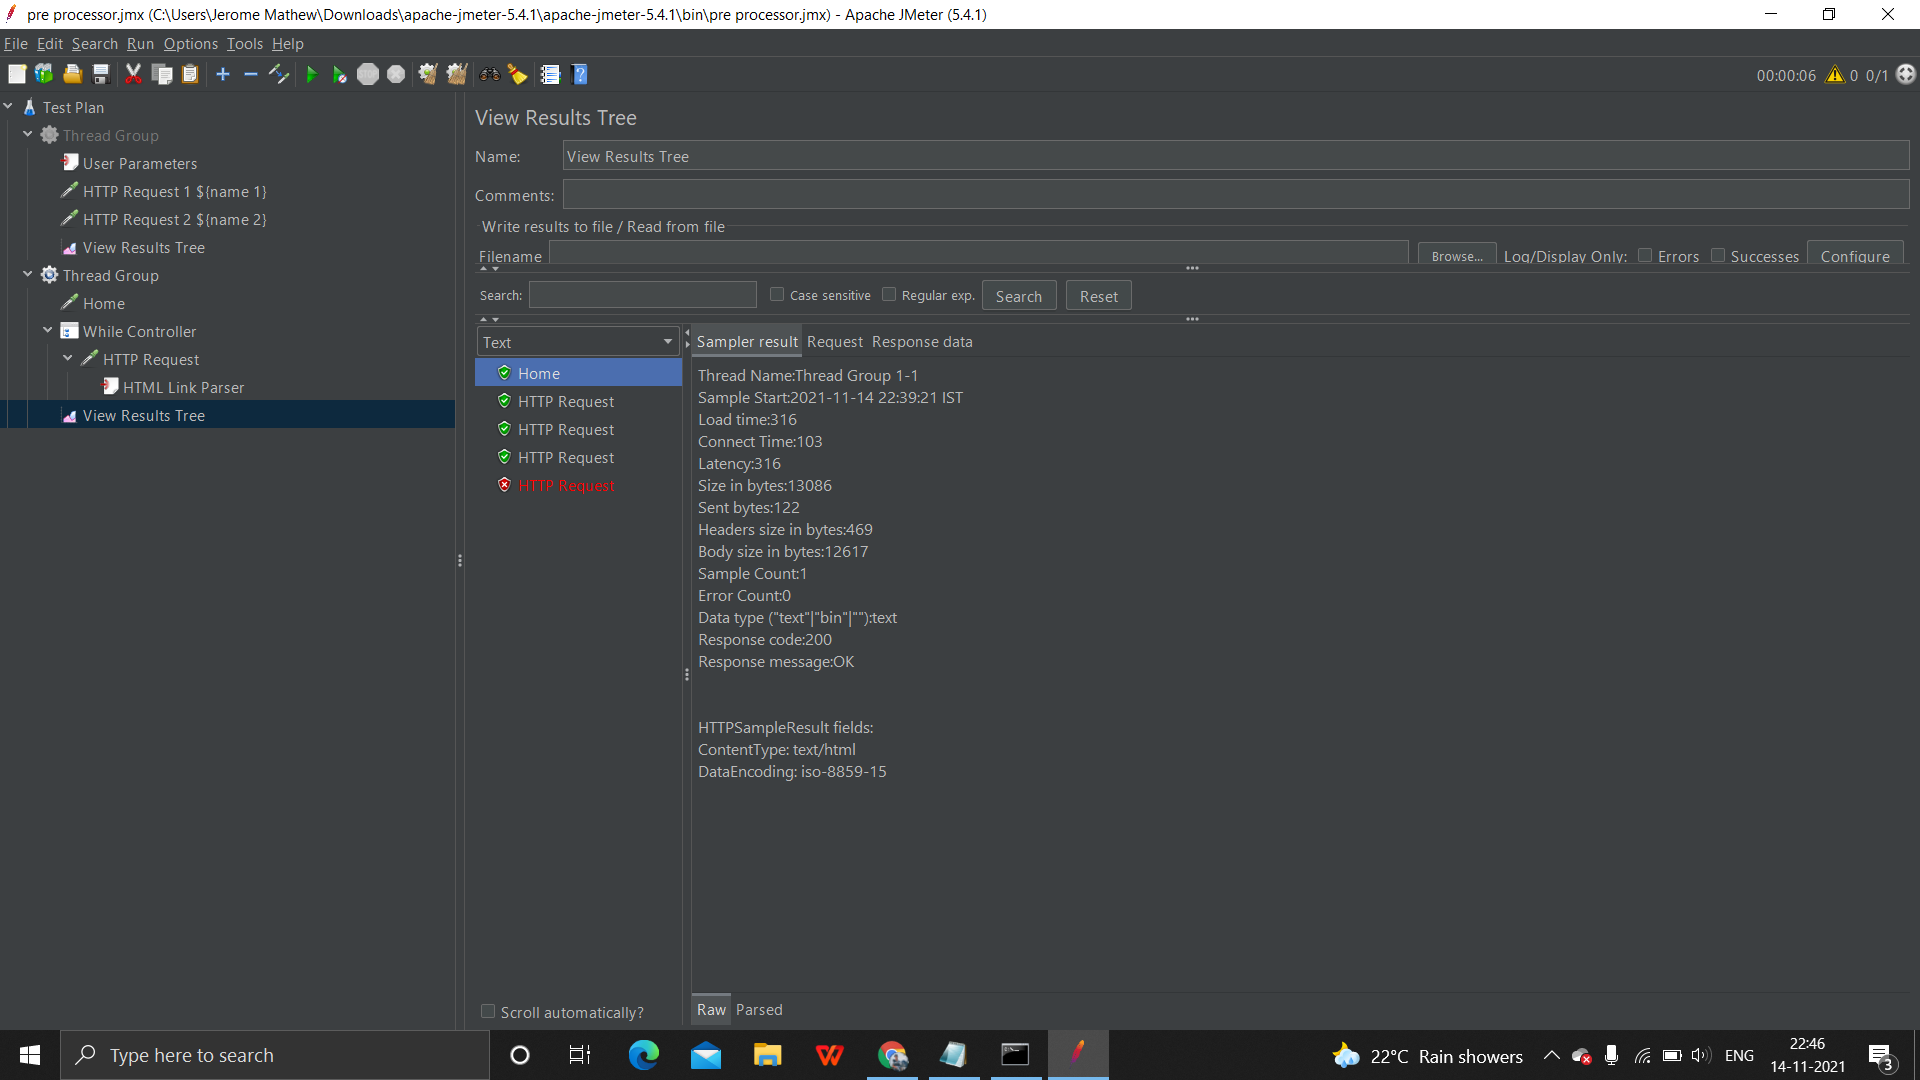 pre processor.jmx (C:\Users\Jerome Mathew\Downloads\apache-jmeter-5.4.1\apache-jmeter-5.4.1\bin\pre processor.jmx) - Apache JMeter (5.4.1)
File Edit Search Run Options Tools Help
00:00:06 0 0/1
Test Plan
Thread Group
User Parameters
HTTP Request 1 ${name 1}
HTTP Request 2 ${name 2}
View Results Tree
Thread Group
Home
While Controller
HTTP Request
HTML Link Parser
View Results Tree
View Results Tree
Name: View Results Tree
Comments:
Write results to file / Read from file
Filename Browse... Log/Display Only: Errors Successes Configure
Search: Case sensitive Regular exp. Search Reset
Text
Home
HTTP Request
HTTP Request
HTTP Request
HTTP Request
Scroll automatically?
Sampler result Request Response data
Thread Name:Thread Group 1-1
Sample Start:2021-11-14 22:39:21 IST
Load time:316
Connect Time:103
Latency:316
Size in bytes:13086
Sent bytes:122
Headers size in bytes:469
Body size in bytes:12617
Sample Count:1
Error Count:0
Data type ("text"|"bin"|""):text
Response code:200
Response message:OK
HTTPSampleResult fields:
ContentType: text/html
DataEncoding: iso-8859-15
Raw Parsed
Type here to search
22°C Rain showers
ENG
22:46
14-11-2021
3